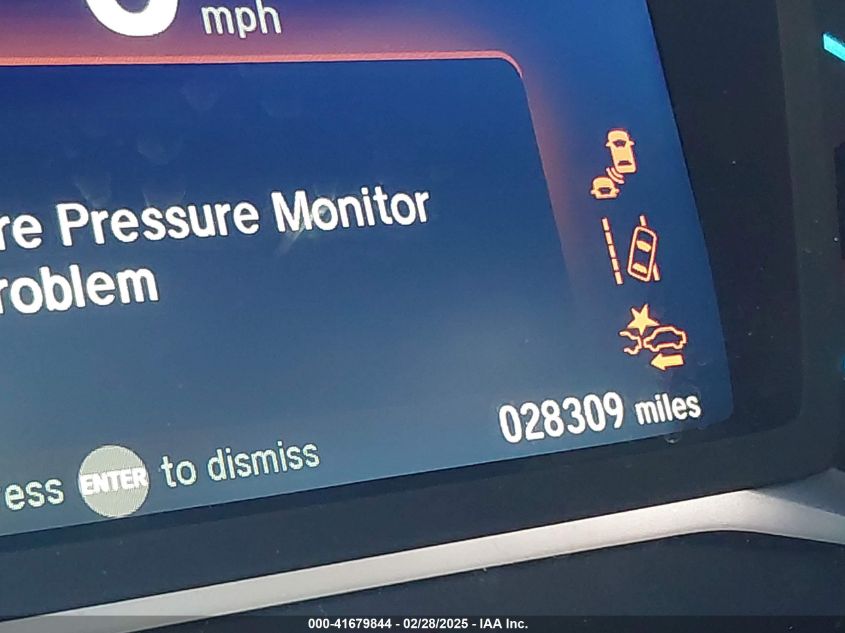 mph
re Pressure Monitor
roblem
028309 miles
ess ENTER to dismiss
000-41679844 / 02/28/2025 - IAA Inc.